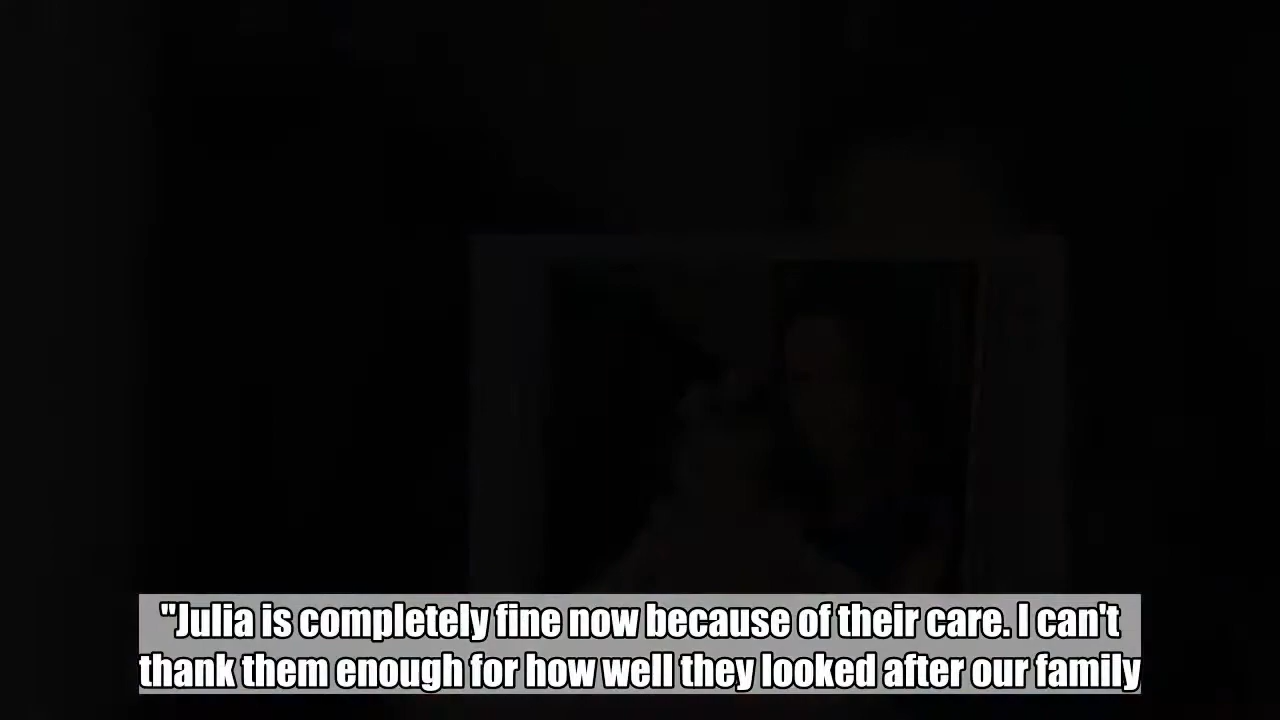 "Julia is completely fine now because of their care. I can't
thank them enough for how well they looked after our family